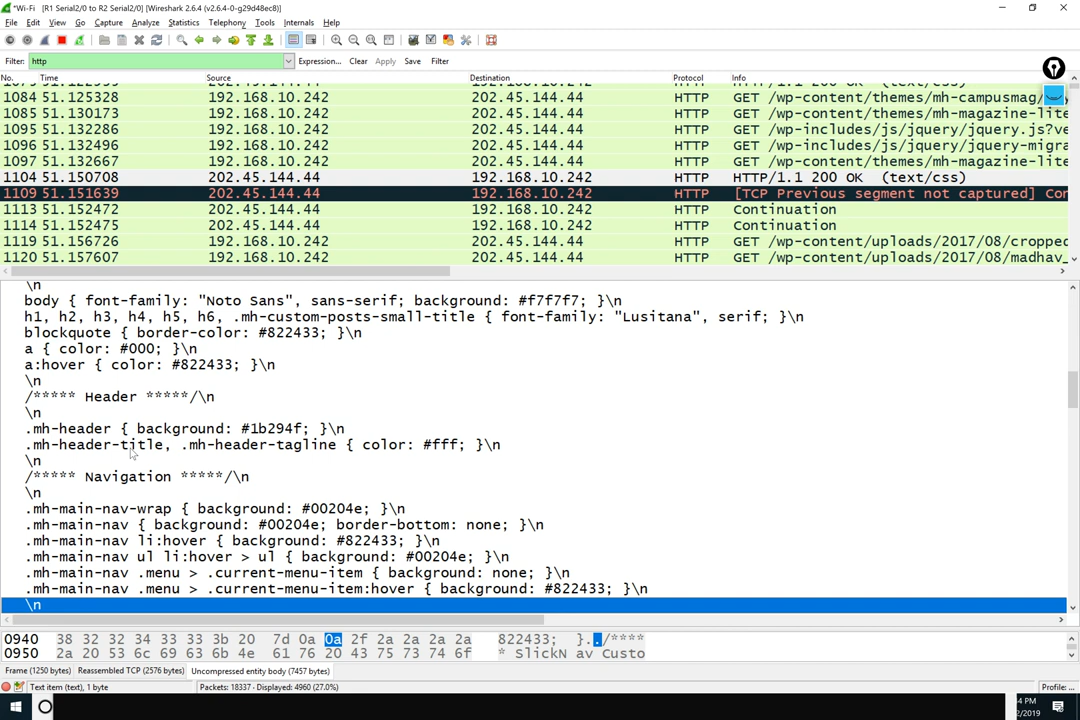 *Wi-Fi [R1 Serial2/0 to R2 Serial2/0] [Wireshark 2.6.4 (v2.6.4-0-g29d48ec8)]
File Edit View Go Capture Analyze Statistics Telephony Tools Internals Help
Filter: http Expression... Clear Apply Save Filter
No. Time Source Destination Protocol Info
1084 51.125328 192.168.10.242 202.45.144.44 HTTP GET /wp-content/themes/mh-campusmag/
1085 51.130173 192.168.10.242 202.45.144.44 HTTP GET /wp-content/themes/mh-magazine-lite
1095 51.132286 192.168.10.242 202.45.144.44 HTTP GET /wp-includes/js/jquery/jquery.js?ve
1096 51.132496 192.168.10.242 202.45.144.44 HTTP GET /wp-includes/js/jquery/jquery-migra
1097 51.132667 192.168.10.242 202.45.144.44 HTTP GET /wp-content/themes/mh-magazine-lite
1104 51.150708 202.45.144.44 192.168.10.242 HTTP HTTP/1.1 200 OK (text/css)
1109 51.151639 202.45.144.44 192.168.10.242 HTTP [TCP Previous segment not captured] Con
1113 51.152472 202.45.144.44 192.168.10.242 HTTP Continuation
1114 51.152475 202.45.144.44 192.168.10.242 HTTP Continuation
1119 51.156726 192.168.10.242 202.45.144.44 HTTP GET /wp-content/uploads/2017/08/cropped
1120 51.157607 192.168.10.242 202.45.144.44 HTTP GET /wp-content/uploads/2017/08/madhav_
\n
body { font-family: "Noto Sans", sans-serif; background: #f7f7f7; }\n
h1, h2, h3, h4, h5, h6, .mh-custom-posts-small-title { font-family: "Lusitana", serif; }\n
blockquote { border-color: #822433; }\n
a { color: #000; }\n
a:hover { color: #822433; }\n
\n
/***** Header *****/\n
\n
.mh-header { background: #1b294f; }\n
.mh-header-title, .mh-header-tagline { color: #fff; }\n
\n
/***** Navigation *****/\n
\n
.mh-main-nav-wrap { background: #00204e; }\n
.mh-main-nav { background: #00204e; border-bottom: none; }\n
.mh-main-nav li:hover { background: #822433; }\n
.mh-main-nav ul li:hover > ul { background: #00204e; }\n
.mh-main-nav .menu > .current-menu-item { background: none; }\n
.mh-main-nav .menu > .current-menu-item:hover { background: #822433; }\n
\n
0940 38 32 32 34 33 33 3b 20 7d 0a 0a 2f 2a 2a 2a 2a 822433; }../****
0950 2a 20 53 6c 69 63 6b 4e 61 76 20 43 75 73 74 6f * SlickN av Custo
Frame (1250 bytes) Reassembled TCP (2576 bytes) Uncompressed entity body (7457 bytes)
Text item (text), 1 byte Packets: 18337 · Displayed: 4960 (27.0%) Profile: ...
4 PM
2/2019